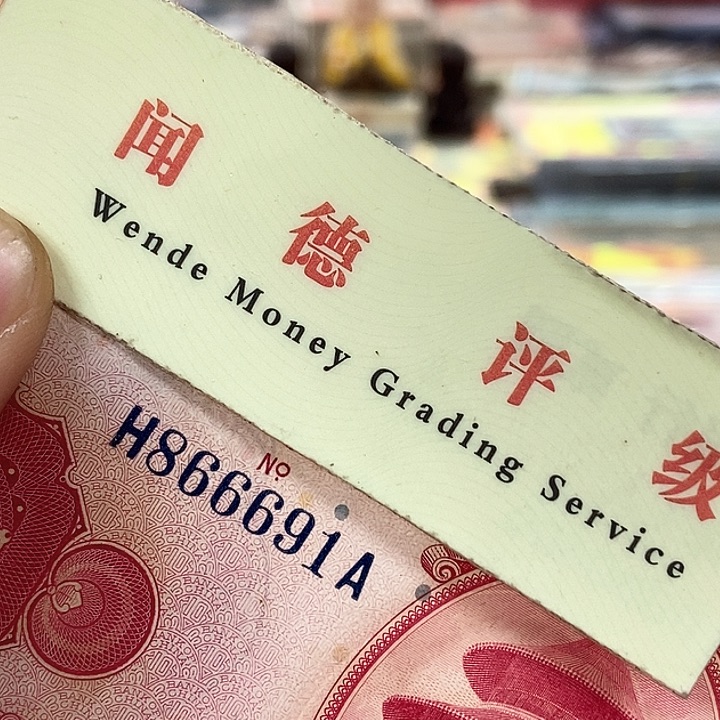 闻德评级
Wende Money Grading Service
Nº
H866691A